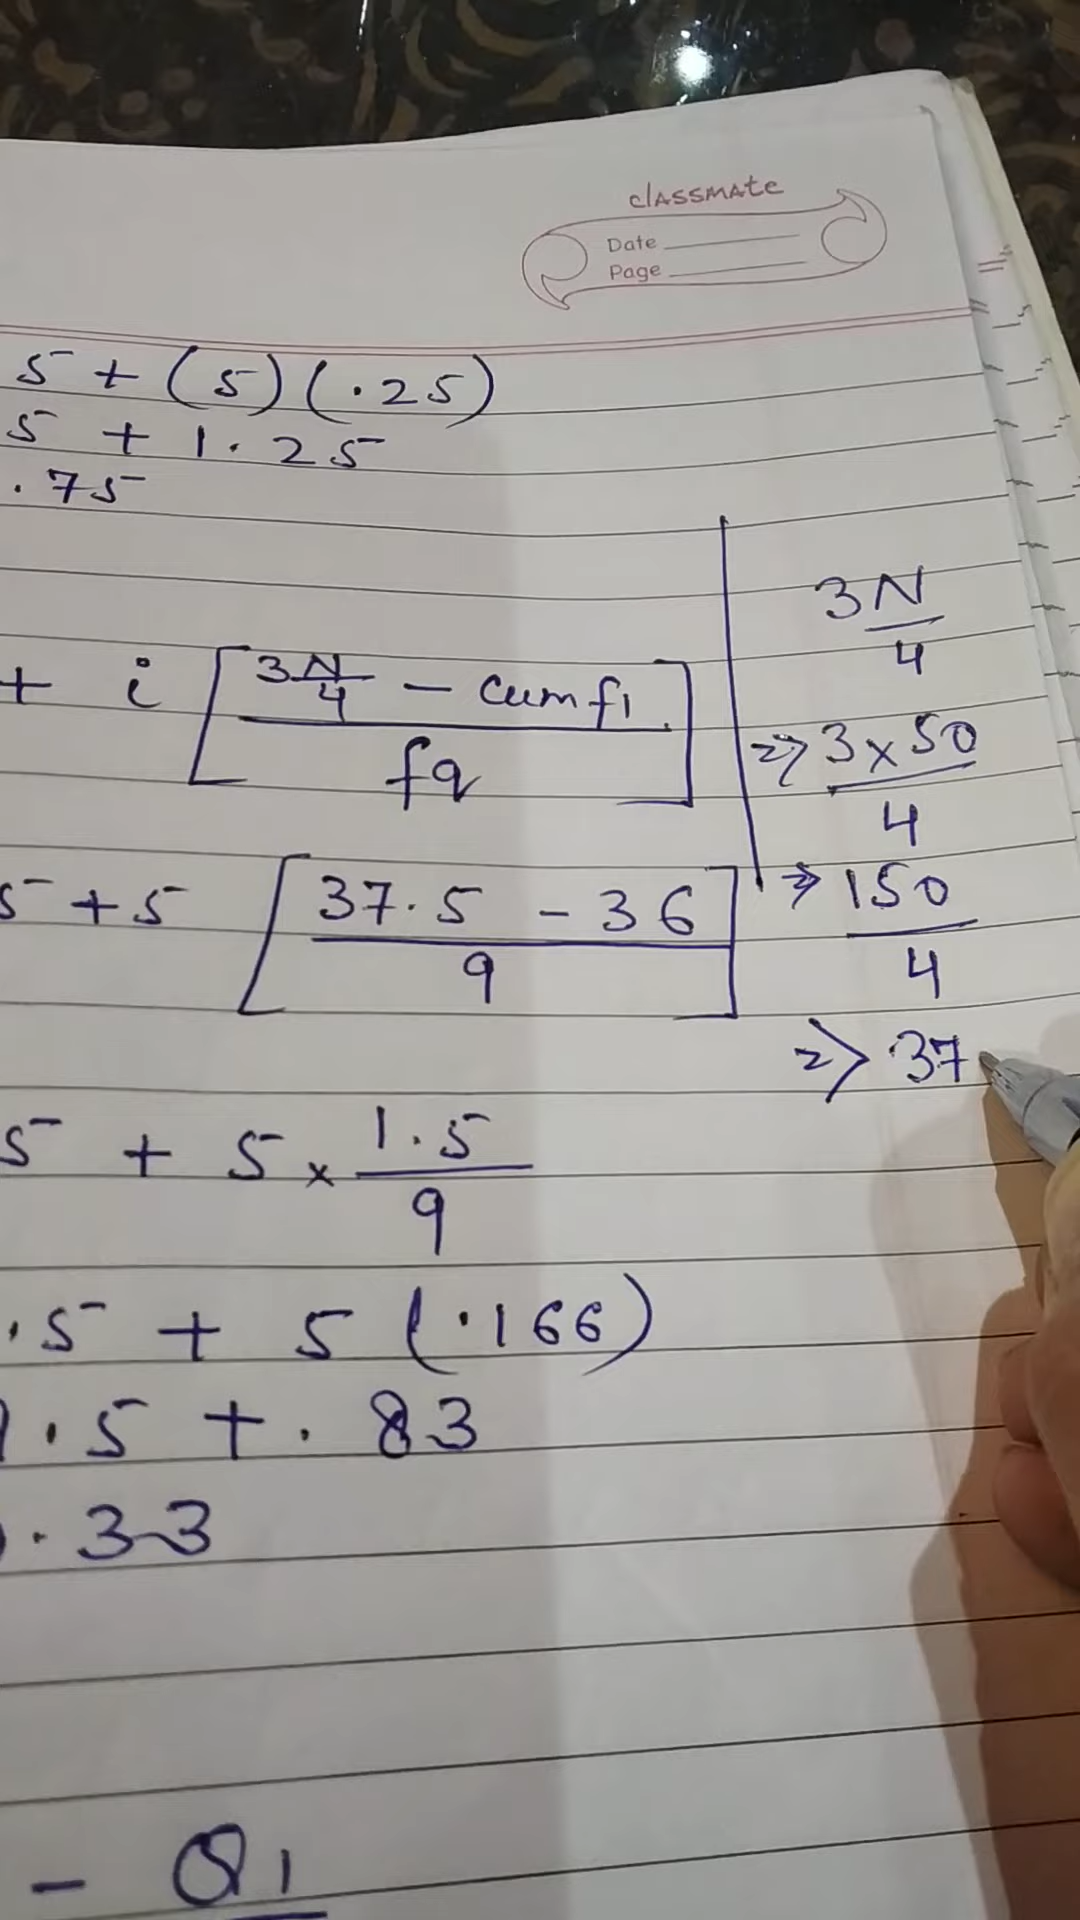 classmate
Date
Page
5 + (5) (.25)
5 + 1.25
.75
+ i [ 3N/4 - cumf1 / fq ]
5 + 5 [ 37.5 - 36 / 9 ]
5 + 5 × 1.5 / 9
.5 + 5 (.166)
.5 + .83
.33
- Q1
3N / 4
=> 3 × 50 / 4
=> 150 / 4
=> 37